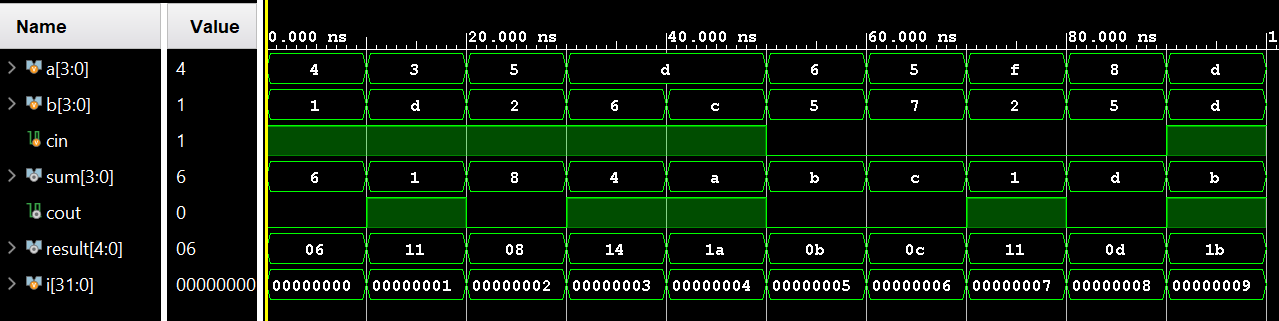 Name Value
0.000 ns 20.000 ns 40.000 ns 60.000 ns 80.000 ns 1
a[3:0] 4 4 3 5 d 6 5 f 8 d
b[3:0] 1 1 d 2 6 c 5 7 2 5 d
cin 1
sum[3:0] 6 6 1 8 4 a b c 1 d b
cout 0
result[4:0] 06 06 11 08 14 1a 0b 0c 11 0d 1b
i[31:0] 00000000 00000000 00000001 00000002 00000003 00000004 00000005 00000006 00000007 00000008 00000009